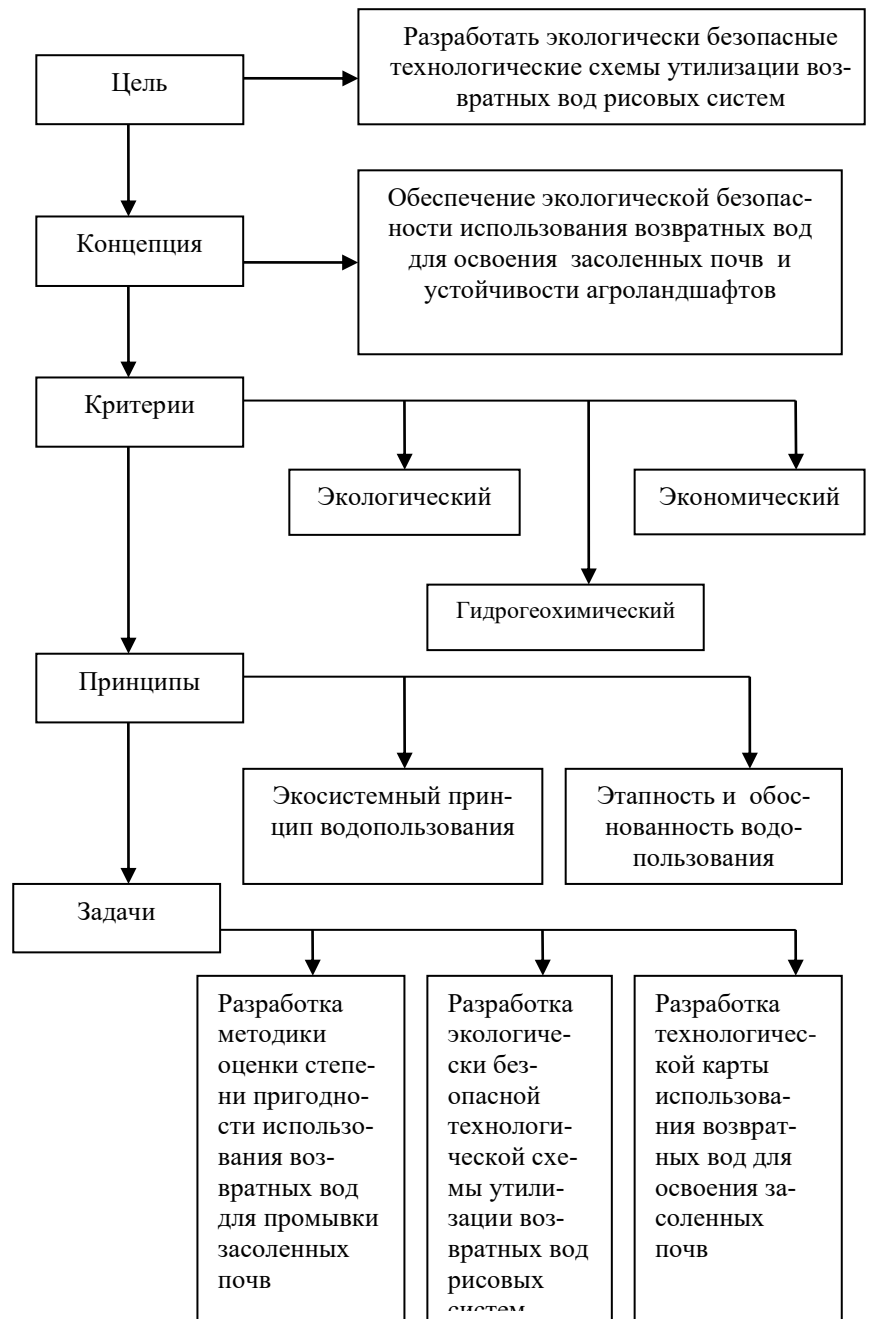 Цель
Разработать экологически безопасные
технологические схемы утилизации воз-
вратных вод рисовых систем
Концепция
Обеспечение экологической безопас-
ности использования возвратных вод
для освоения засоленных почв и
устойчивости агроландшафтов
Критерии
Экологический
Экономический
Гидрогеохимический
Принципы
Экосистемный прин-
цип водопользования
Этапность и обос-
нованность водо-
пользования
Задачи
Разработка
методики
оценки степе-
ни пригодно-
сти использо-
вания воз-
вратных вод
для промывки
засоленных
почв
Разработка
экологиче-
ски без-
опасной
технологи-
ческой схе-
мы утили-
зации воз-
вратных вод
рисовых
систем
Разработка
технологичес-
кой карты
использова-
ния возврат-
ных вод для
освоения за-
соленных
почв